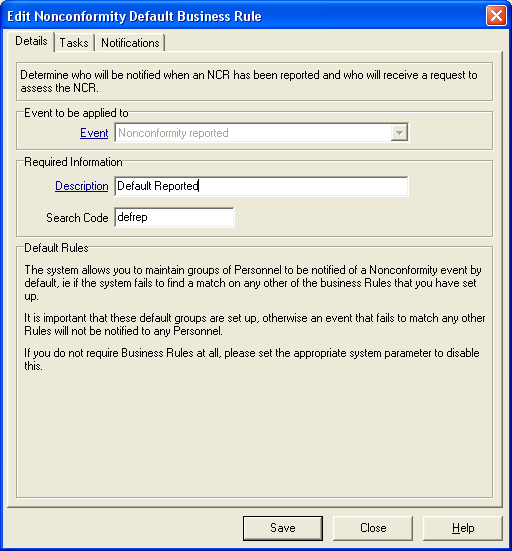 Edit Nonconformity Default Business Rule
Details Tasks Notifications
Determine who will be notified when an NCR has been reported and who will receive a request to
assess the NCR.
Event to be applied to
Event Nonconformity reported
Required Information
Description Default Reported
Search Code defrep
Default Rules
The system allows you to maintain groups of Personnel to be notified of a Nonconformity event by
default, ie if the system fails to find a match on any other of the business Rules that you have set
up.
It is important that these default groups are set up, otherwise an event that fails to match any other
Rules will not be notified to any Personnel.
If you do not require Business Rules at all, please set the appropriate system parameter to disable
this.
Save Close Help